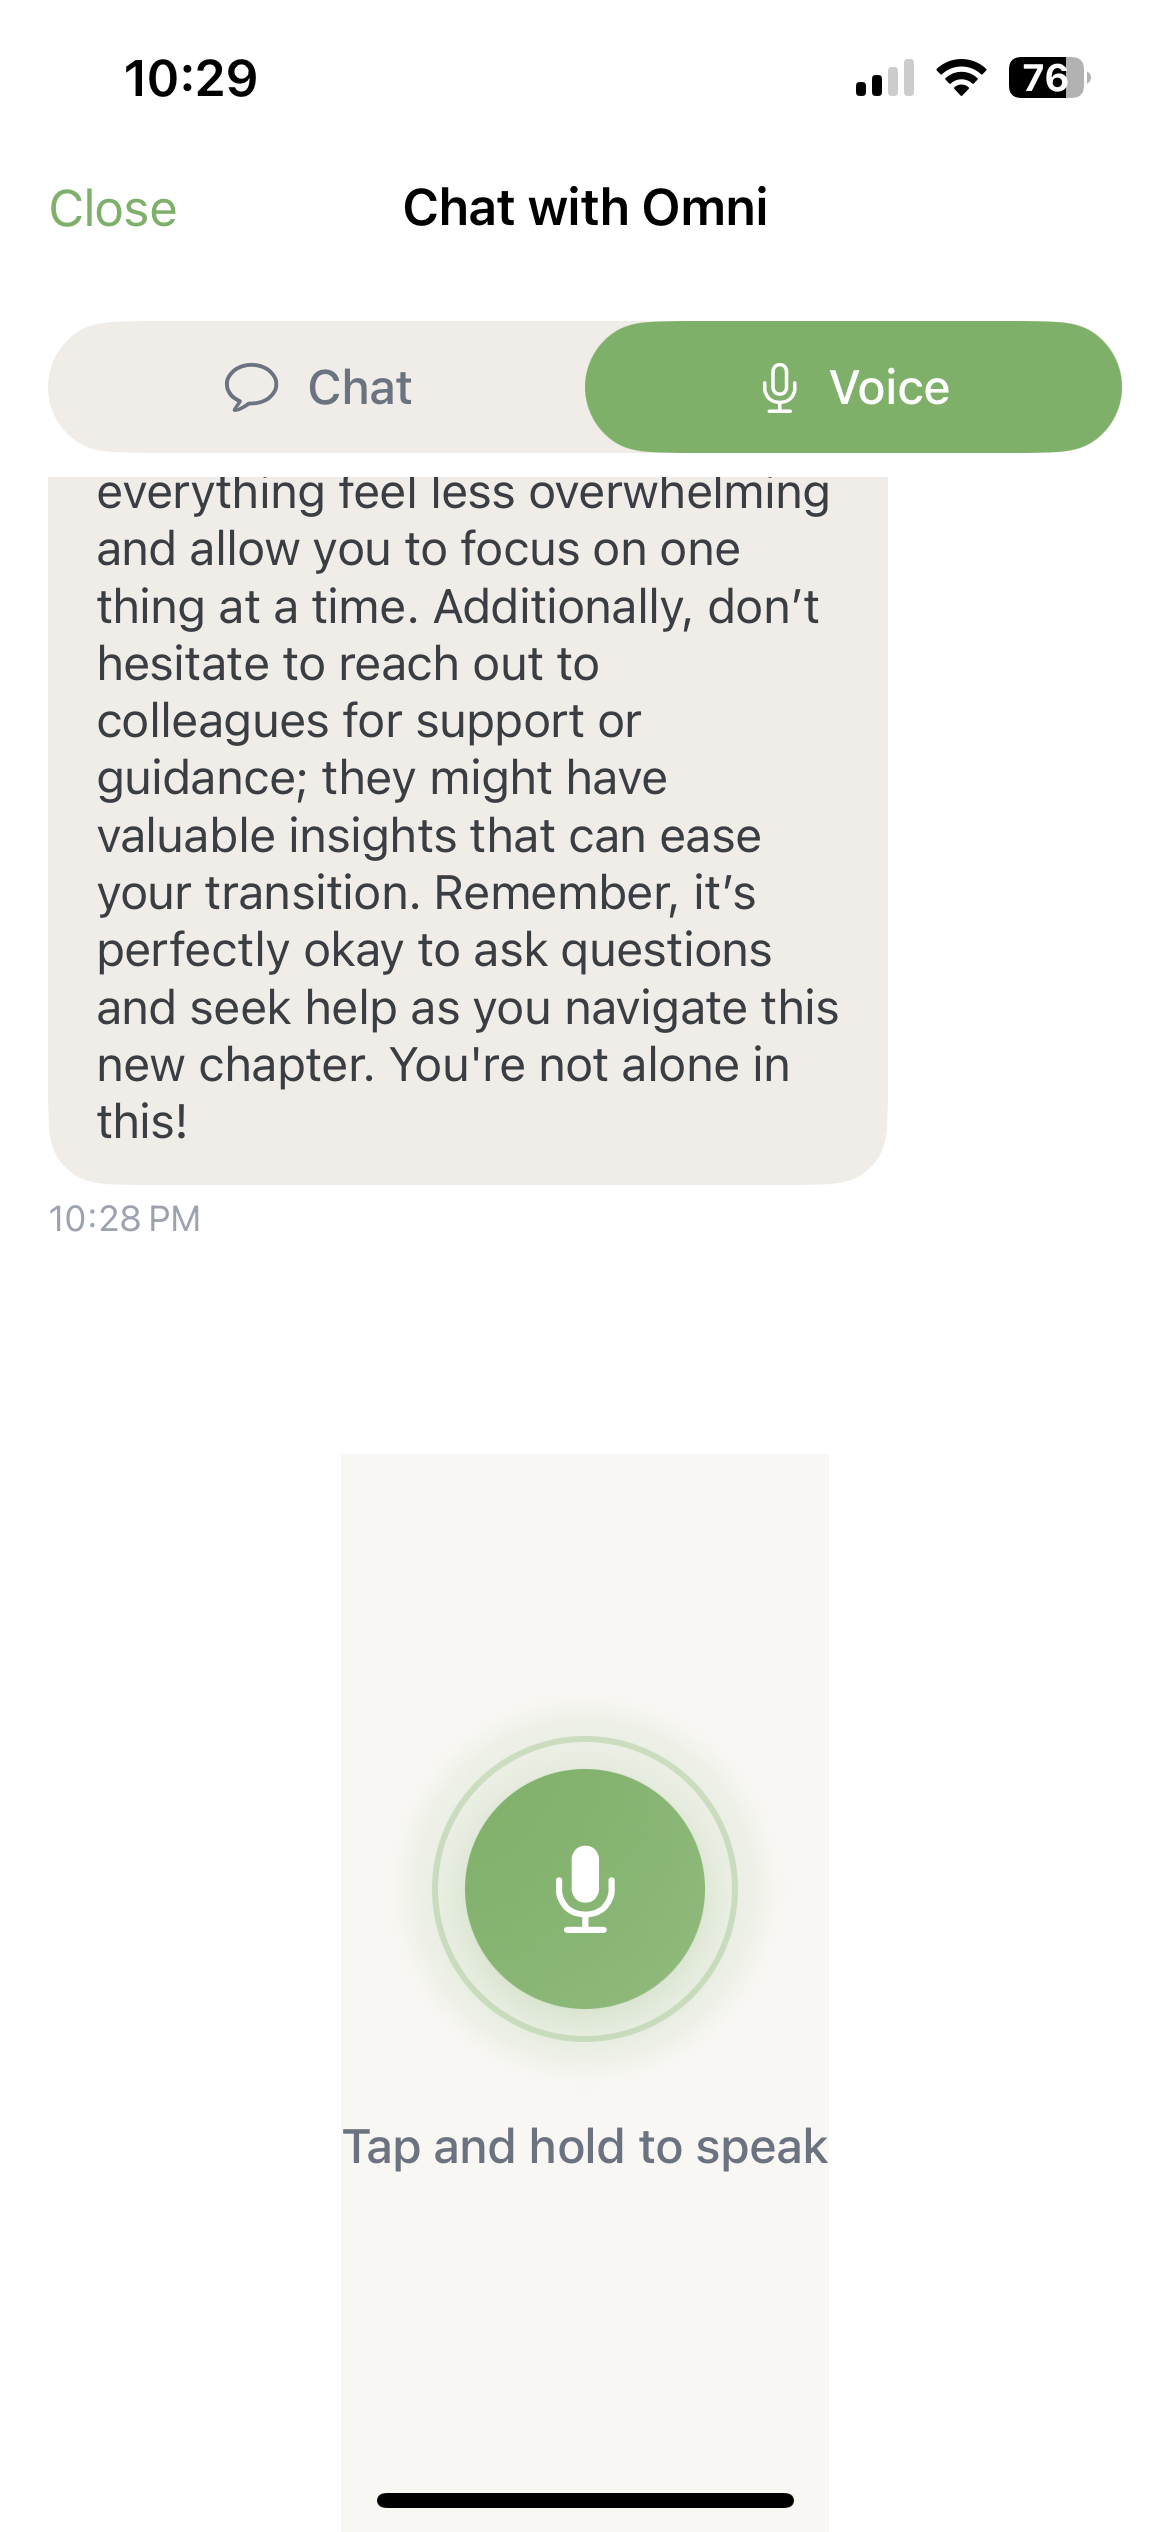 10:29
76
Close
Chat with Omni
Chat
Voice
everything feel less overwhelming
and allow you to focus on one
thing at a time. Additionally, don’t
hesitate to reach out to
colleagues for support or
guidance; they might have
valuable insights that can ease
your transition. Remember, it’s
perfectly okay to ask questions
and seek help as you navigate this
new chapter. You're not alone in
this!
10:28 PM
Tap and hold to speak